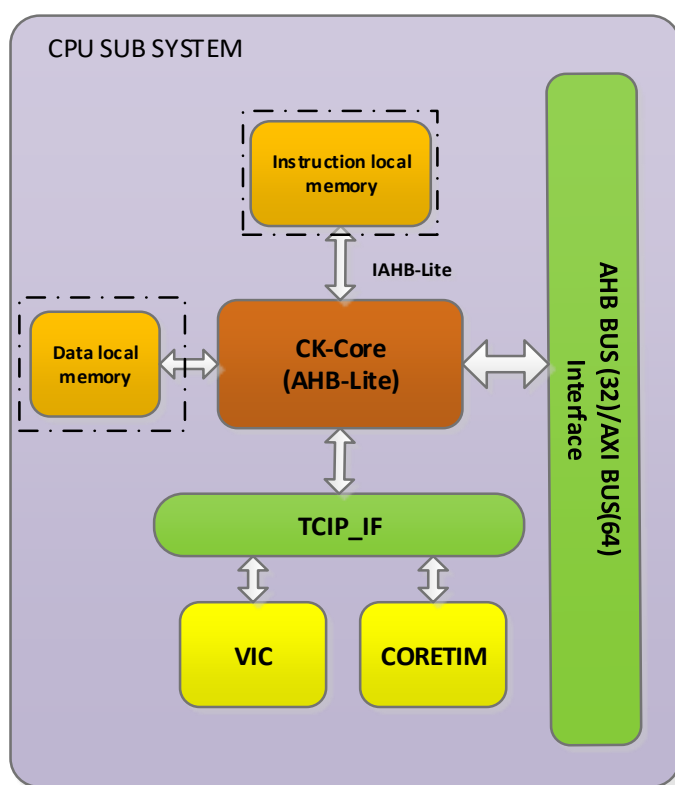 CPU SUB SYSTEM
Instruction local
memory
IAHB-Lite
Data local
memory
CK-Core
(AHB-Lite)
AHB BUS (32)/AXI BUS(64)
Interface
TCIP_IF
VIC
CORETIM